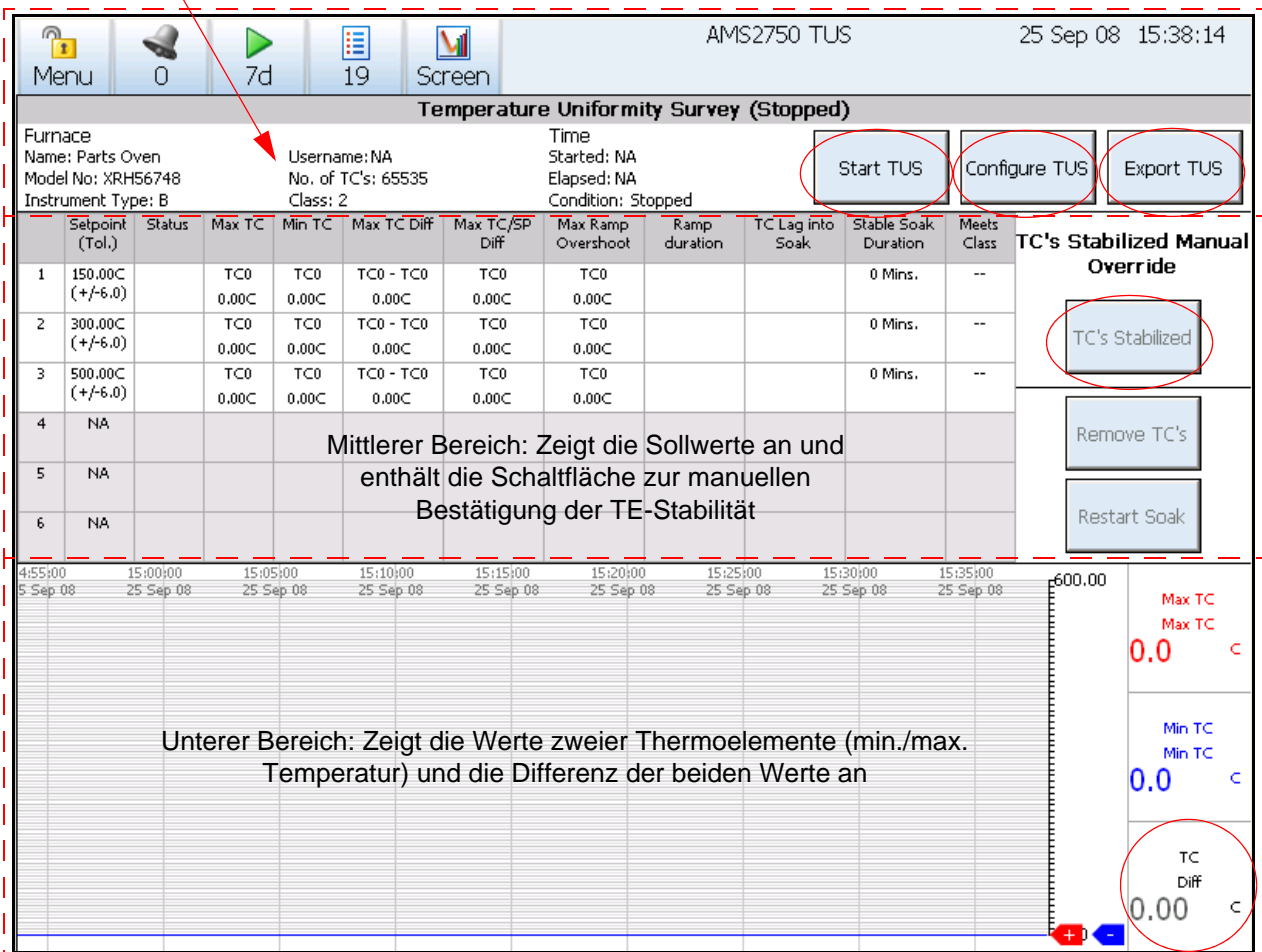 AMS2750 TUS 25 Sep 08 15:38:14
Menu 0 7d 19 Screen
Temperature Uniformity Survey (Stopped)
Furnace
Name: Parts Oven
Model No: XRH56748
Instrument Type: B
Username: NA
No. of TC's: 65535
Class: 2
Time
Started: NA
Elapsed: NA
Condition: Stopped
Start TUS
Configure TUS
Export TUS
Setpoint (Tol.) Status Max TC Min TC Max TC Diff Max TC/SP Diff Max Ramp Overshoot Ramp duration TC Lag into Soak Stable Soak Duration Meets Class
1 150.00C TC0 TC0 TC0 - TC0 TC0 TC0 0 Mins. --
(+/-6.0) 0.00C 0.00C 0.00C 0.00C 0.00C
2 300.00C TC0 TC0 TC0 - TC0 TC0 TC0 0 Mins. --
(+/-6.0) 0.00C 0.00C 0.00C 0.00C 0.00C
3 500.00C TC0 TC0 TC0 - TC0 TC0 TC0 0 Mins. --
(+/-6.0) 0.00C 0.00C 0.00C 0.00C 0.00C
4 NA
5 NA
6 NA
Mittlerer Bereich: Zeigt die Sollwerte an und
enthält die Schaltfläche zur manuellen
Bestätigung der TE-Stabilität
TC's Stabilized Manual
Override
TC's Stabilized
Remove TC's
Restart Soak
4:55:00 15:00:00 15:05:00 15:10:00 15:15:00 15:20:00 15:25:00 15:30:00 15:35:00
5 Sep 08 25 Sep 08 25 Sep 08 25 Sep 08 25 Sep 08 25 Sep 08 25 Sep 08 25 Sep 08 25 Sep 08
600.00
Unterer Bereich: Zeigt die Werte zweier Thermoelemente (min./max.
Temperatur) und die Differenz der beiden Werte an
Max TC
Max TC
0.0 C
Min TC
Min TC
0.0 C
TC
Diff
0.00 C
+ -